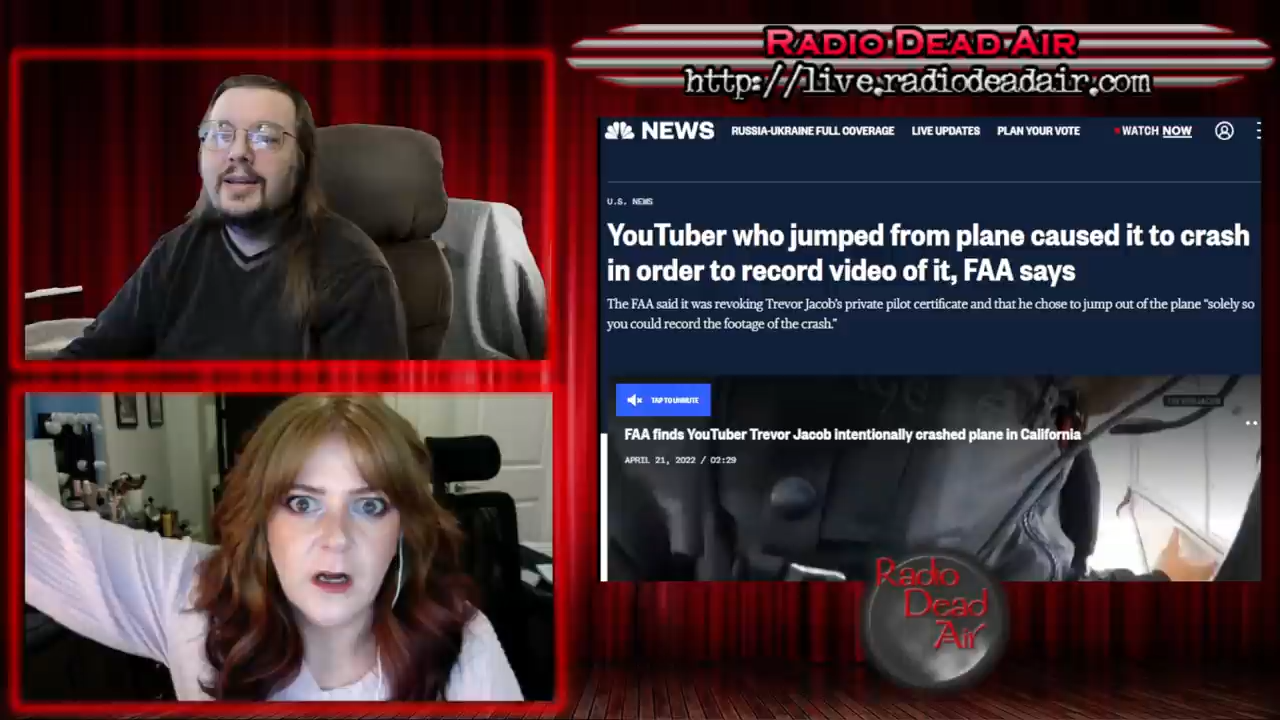 Radio Dead Air
http://live.radiodeadair.com
NEWS
RUSSIA-UKRAINE FULL COVERAGE
LIVE UPDATES
PLAN YOUR VOTE
WATCH NOW
U.S. NEWS
YouTuber who jumped from plane caused it to crash
in order to record video of it, FAA says
The FAA said it was revoking Trevor Jacob's private pilot certificate and that he chose to jump out of the plane "solely so
you could record the footage of the crash."
TAP TO UNMUTE
FAA finds YouTuber Trevor Jacob intentionally crashed plane in California
APRIL 21, 2022 / 02:29
Radio
Dead
Air